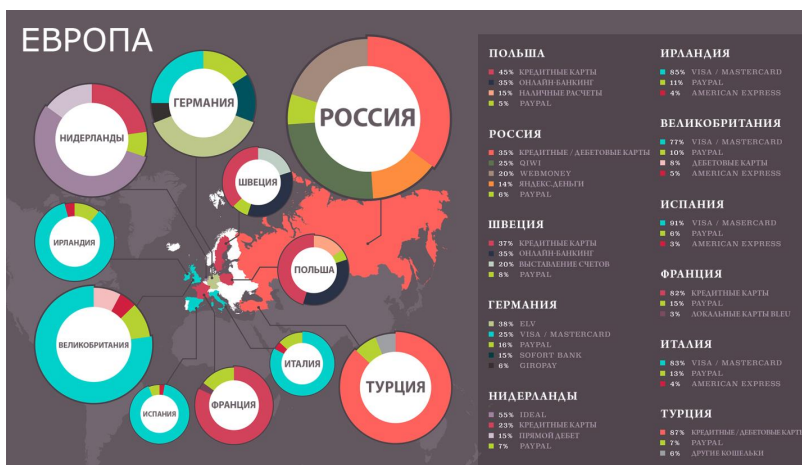 ЕВРОПА
НИДЕРЛАНДЫ
ГЕРМАНИЯ
РОССИЯ
ШВЕЦИЯ
ИРЛАНДИЯ
ПОЛЬША
ВЕЛИКОБРИТАНИЯ
ИТАЛИЯ
ТУРЦИЯ
ИСПАНИЯ
ФРАНЦИЯ
ПОЛЬША
45% КРЕДИТНЫЕ КАРТЫ
35% ОНЛАЙН-БАНКИНГ
15% НАЛИЧНЫЕ РАСЧЕТЫ
5% PAYPAL
РОССИЯ
35% КРЕДИТНЫЕ / ДЕБЕТОВЫЕ КАРТЫ
25% QIWI
20% WEBMONEY
14% ЯНДЕКС.ДЕНЬГИ
6% PAYPAL
ШВЕЦИЯ
37% КРЕДИТНЫЕ КАРТЫ
35% ОНЛАЙН-БАНКИНГ
20% ВЫСТАВЛЕНИЕ СЧЕТОВ
8% PAYPAL
ГЕРМАНИЯ
38% ELV
25% VISA / MASTERCARD
16% PAYPAL
15% SOFORT BANK
6% GIROPAY
НИДЕРЛАНДЫ
55% IDEAL
23% КРЕДИТНЫЕ КАРТЫ
15% ПРЯМОЙ ДЕБЕТ
7% PAYPAL
ИРЛАНДИЯ
85% VISA / MASTERCARD
11% PAYPAL
4% AMERICAN EXPRESS
ВЕЛИКОБРИТАНИЯ
77% VISA / MASTERCARD
10% PAYPAL
8% ДЕБЕТОВЫЕ КАРТЫ
5% AMERICAN EXPRESS
ИСПАНИЯ
91% VISA / MASERCARD
6% PAYPAL
3% AMERICAN EXPRESS
ФРАНЦИЯ
82% КРЕДИТНЫЕ КАРТЫ
15% PAYPAL
3% ЛОКАЛЬНЫЕ КАРТЫ BLEU
ИТАЛИЯ
83% VISA / MASTERCARD
13% PAYPAL
4% AMERICAN EXPRESS
ТУРЦИЯ
87% КРЕДИТНЫЕ / ДЕБЕТОВЫЕ КАРТ
7% PAYPAL
6% ДРУГИЕ КОШЕЛЬКИ